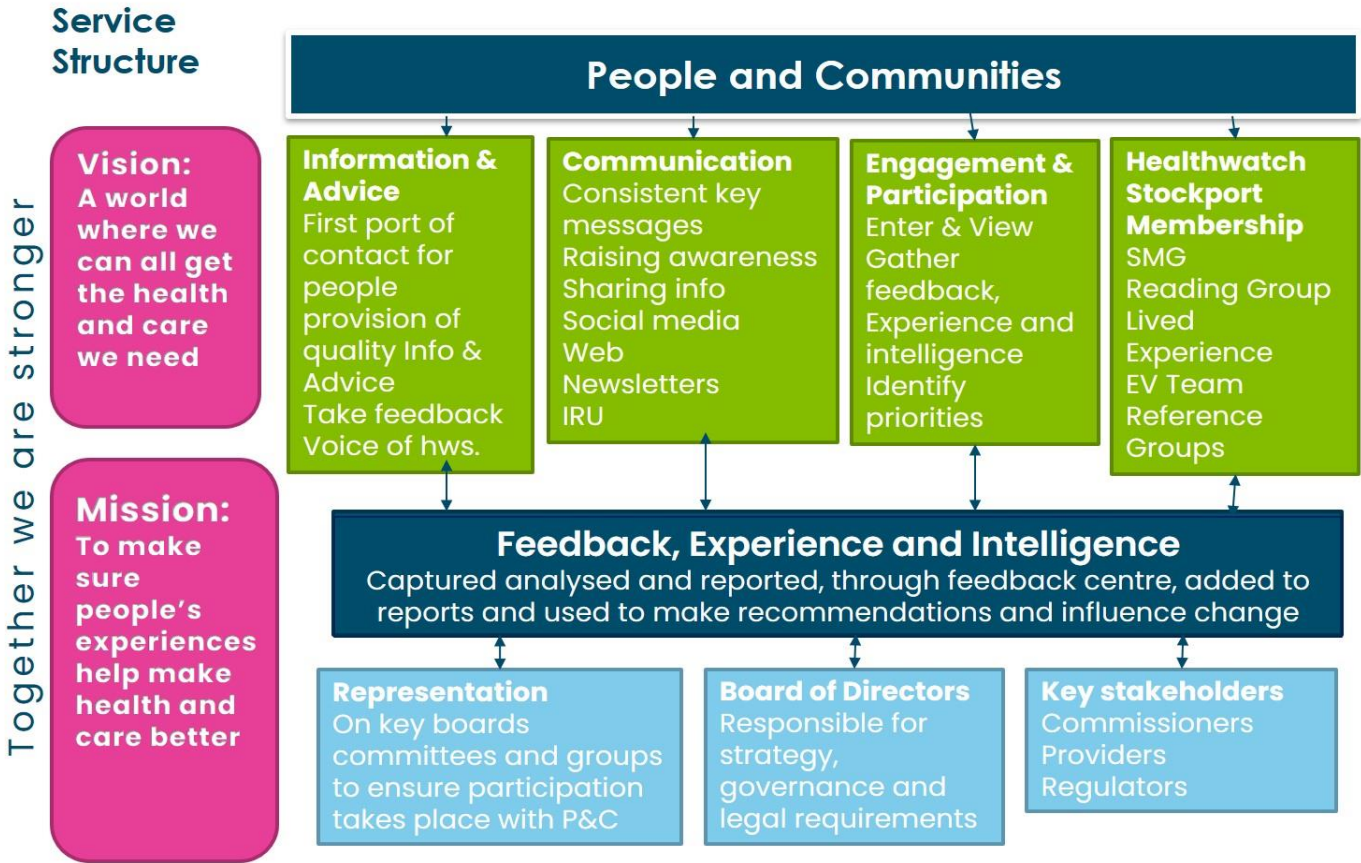 Service
Structure
People and Communities
Together we are stronger
Vision:
A world
where we
can all get
the health
and care
we need
Mission:
To make
sure
people's
experiences
help make
health and
care better
Information &
Advice
First port of
contact for
people
provision of
quality Info &
Advice
Take feedback
Voice of hws.
Communication
Consistent key
messages
Raising awareness
Sharing info
Social media
Web
Newsletters
IRU
Engagement &
Participation
Enter & View
Gather
feedback,
Experience and
intelligence
Identify
priorities
Healthwatch
Stockport
Membership
SMG
Reading Group
Lived
Experience
EV Team
Reference
Groups
Feedback, Experience and Intelligence
Captured analysed and reported, through feedback centre, added to
reports and used to make recommendations and influence change
Representation
On key boards
committees and groups
to ensure participation
takes place with P&C
Board of Directors
Responsible for
strategy,
governance and
legal requirements
Key stakeholders
Commissioners
Providers
Regulators